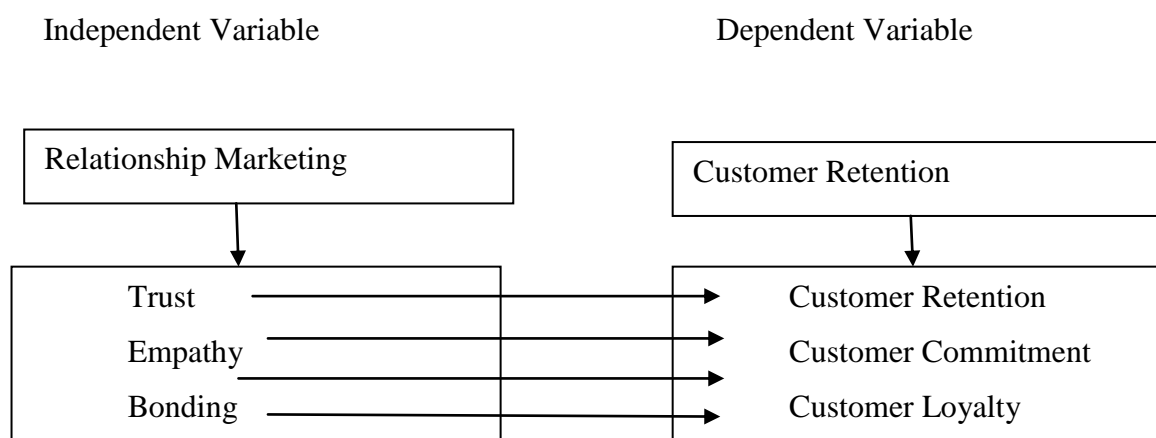 Independent Variable
Dependent Variable
Relationship Marketing
Customer Retention
Trust
Empathy
Bonding
Customer Retention
Customer Commitment
Customer Loyalty